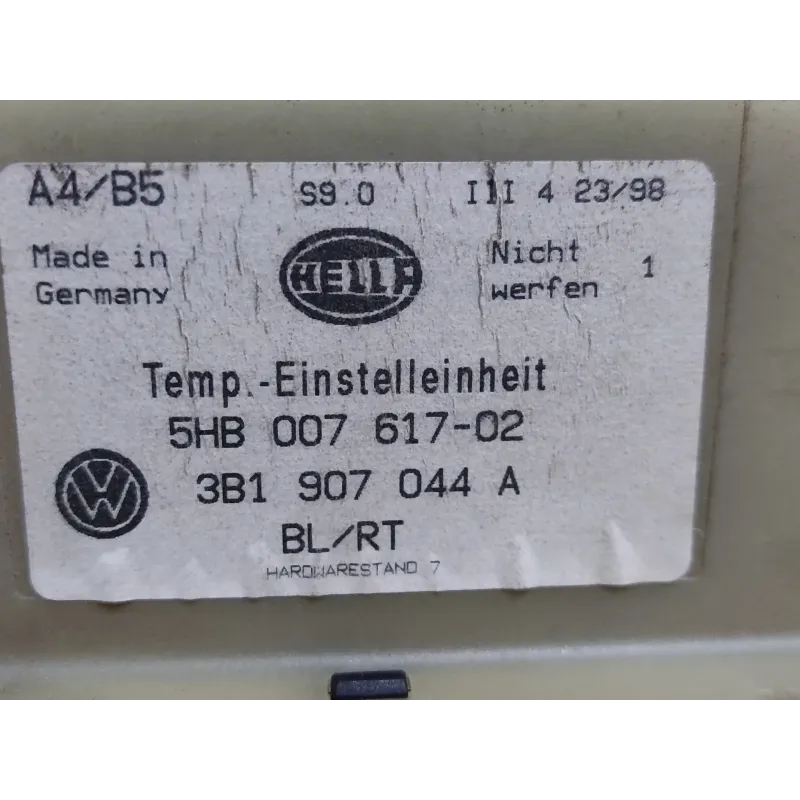 A4/B5 S9.0 III 4 23/98
Made in Germany
HELLA
Nicht werfen 1
Temp.-Einstelleinheit
5HB 007 617-02
VW
3B1 907 044 A
BL/RT
HARDWARESTAND 7